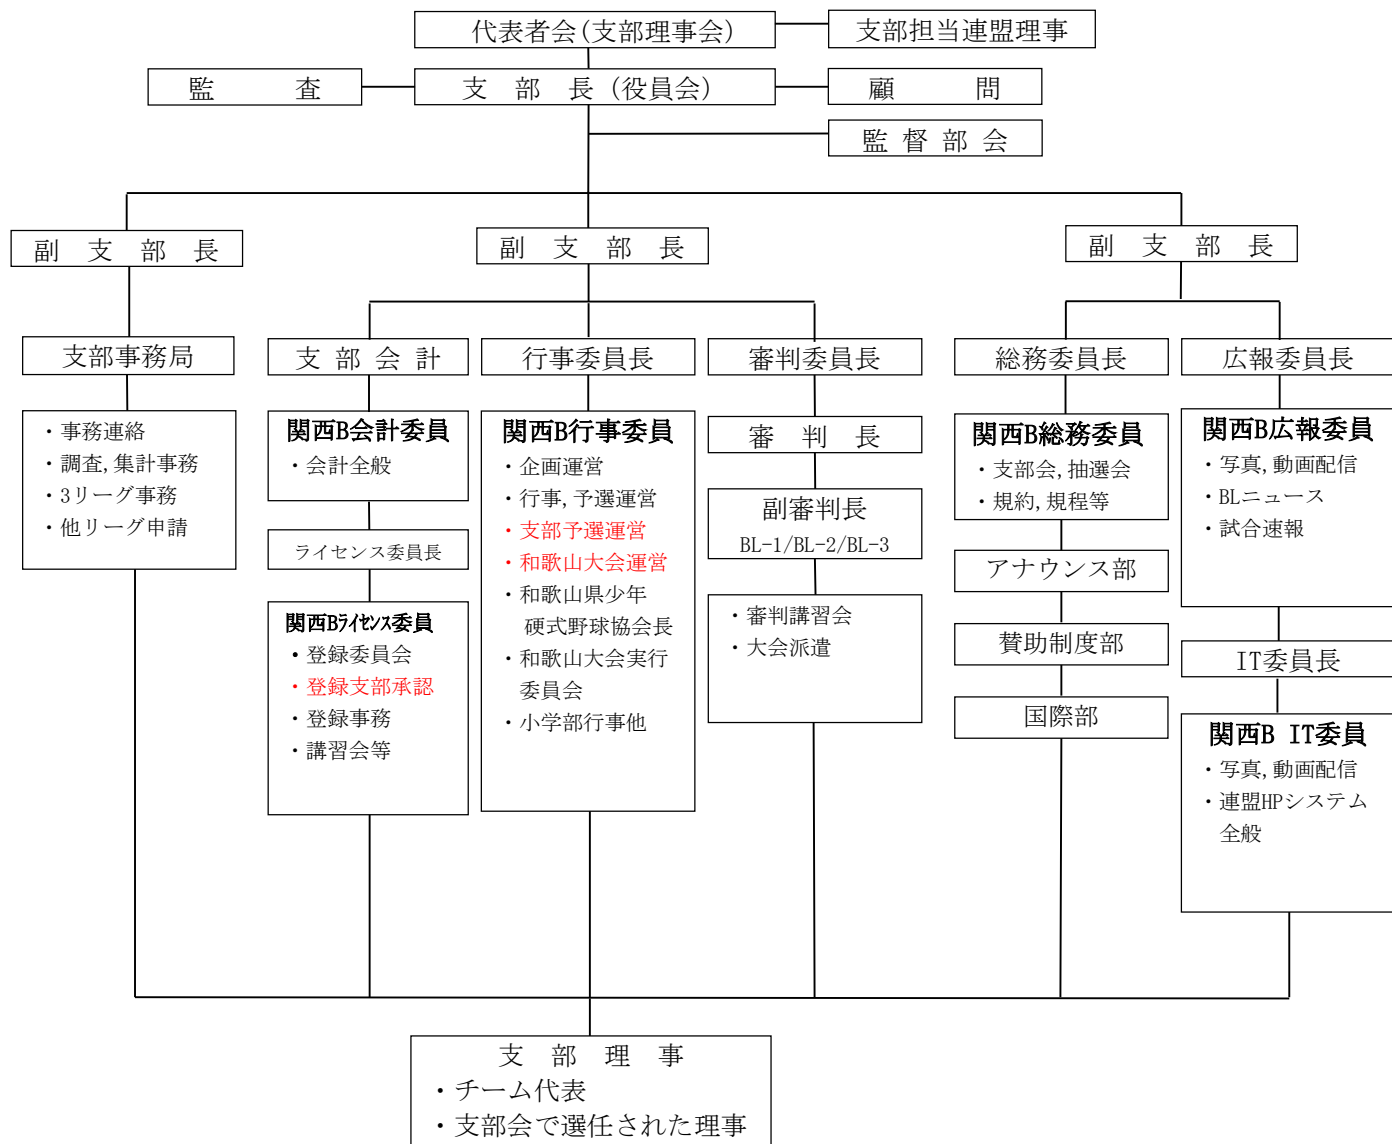 代表者会(支部理事会)
支部担当連盟理事
監　　査
支　部　長（役員会）
顧　　問
監 督 部 会
副　支　部　長
副　支　部　長
副　支　部　長
支部事務局
・事務連絡
・調査,集計事務
・3リーグ事務
・他リーグ申請
支 部 会 計
関西B会計委員
・会計全般
ライセンス委員長
関西Bﾗｲｾﾝｽ委員
・登録委員会
・登録支部承認
・登録事務
・講習会等
行事委員長
関西B行事委員
・企画運営
・行事,予選運営
・支部予選運営
・和歌山大会運営
・和歌山県少年
硬式野球協会長
・和歌山大会実行
委員会
・小学部行事他
審判委員長
審　判　長
副審判長
BL-1/BL-2/BL-3
・審判講習会
・大会派遣
総務委員長
関西B総務委員
・支部会,抽選会
・規約,規程等
アナウンス部
賛助制度部
国際部
広報委員長
関西B広報委員
・写真,動画配信
・BLニュース
・試合速報
IT委員長
関西B IT委員
・写真,動画配信
・連盟HPシステム
全般
支　部　理　事
・チーム代表
・支部会で選任された理事